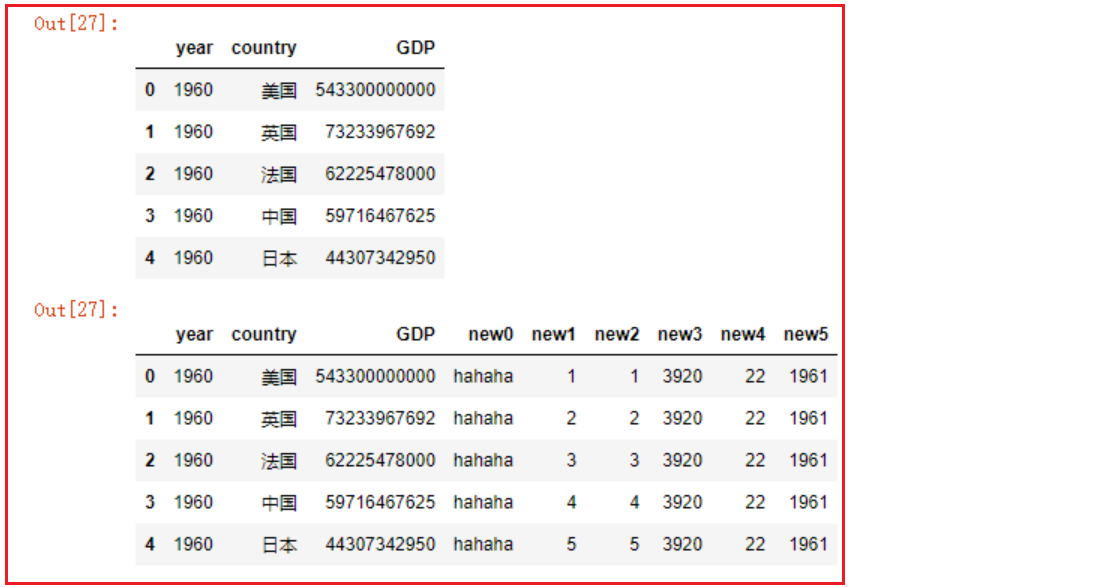 Out[27]:
year country GDP
0 1960 美国 543300000000
1 1960 英国 73233967692
2 1960 法国 62225478000
3 1960 中国 59716467625
4 1960 日本 44307342950
Out[27]:
year country GDP new0 new1 new2 new3 new4 new5
0 1960 美国 543300000000 hahaha 1 1 3920 22 1961
1 1960 英国 73233967692 hahaha 2 2 3920 22 1961
2 1960 法国 62225478000 hahaha 3 3 3920 22 1961
3 1960 中国 59716467625 hahaha 4 4 3920 22 1961
4 1960 日本 44307342950 hahaha 5 5 3920 22 1961